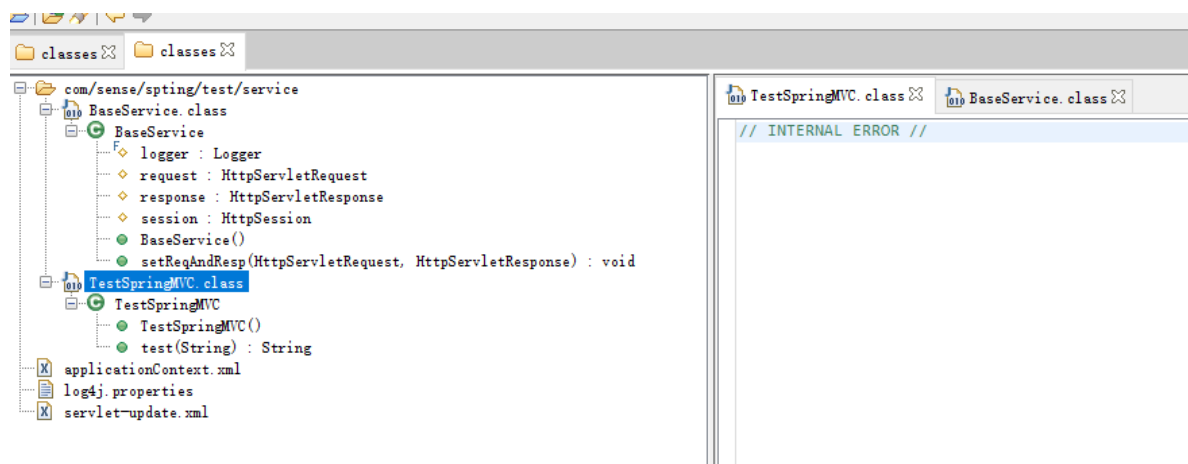 classes
classes
com/sense/spting/test/service
BaseService.class
BaseService
logger : Logger
request : HttpServletRequest
response : HttpServletResponse
session : HttpSession
BaseService()
setReqAndResp(HttpServletRequest, HttpServletResponse) : void
TestSpringMVC.class
TestSpringMVC
TestSpringMVC()
test(String) : String
applicationContext.xml
log4j.properties
servlet-update.xml
TestSpringMVC.class
BaseService.class
// INTERNAL ERROR //